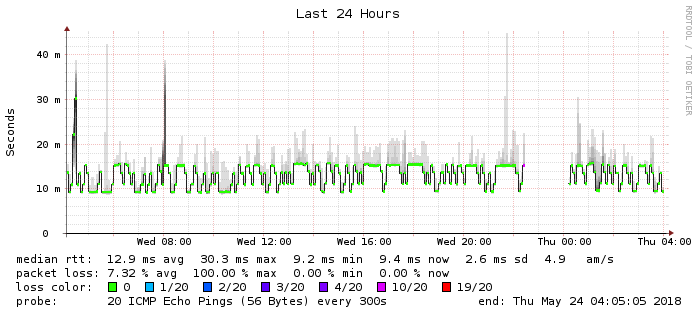 Last 24 Hours
RRDTOOL / TOBI OETIKER
Seconds
40 m
30 m
20 m
10 m
0
Wed 08:00 Wed 12:00 Wed 16:00 Wed 20:00 Thu 00:00 Thu 04:00
median rtt: 12.9 ms avg 30.3 ms max 9.2 ms min 9.4 ms now 2.6 ms sd 4.9 am/s
packet loss: 7.32 % avg 100.00 % max 0.00 % min 0.00 % now
loss color: 0 1/20 2/20 3/20 4/20 10/20 19/20
probe: 20 ICMP Echo Pings (56 Bytes) every 300s end: Thu May 24 04:05:05 2018